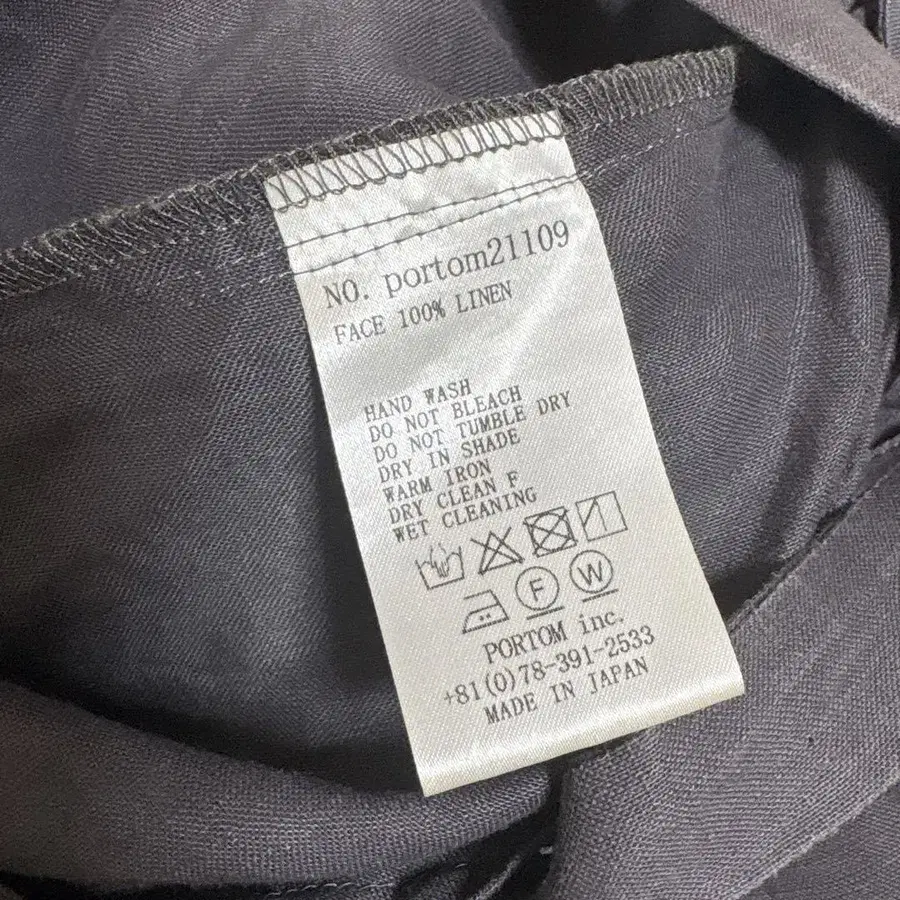 NO. portom21109
FACE 100% LINEN
HAND WASH
DO NOT BLEACH
DO NOT TUMBLE DRY
DRY IN SHADE
WARM IRON
DRY CLEAN F
WET CLEANING
F W
PORTOM inc.
+81(0)78-391-2533
MADE IN JAPAN